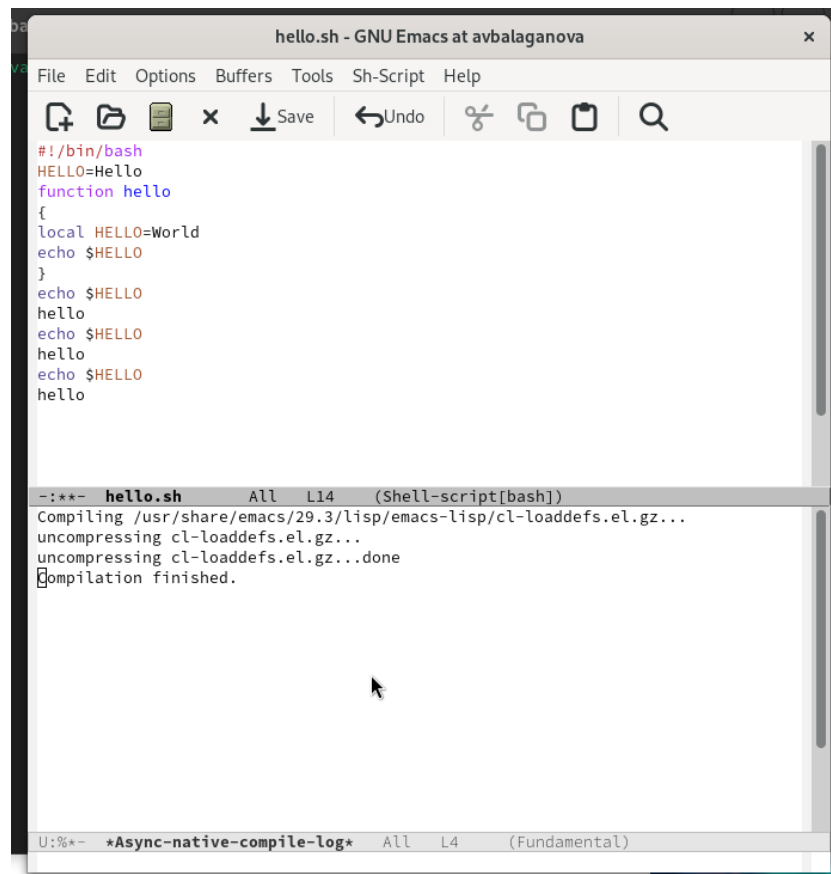 ba
va
hello.sh - GNU Emacs at avbalaganova
File Edit Options Buffers Tools Sh-Script Help
Save Undo
#!/bin/bash
HELLO=Hello
function hello
{
local HELLO=World
echo $HELLO
}
echo $HELLO
hello
echo $HELLO
hello
echo $HELLO
hello
-:**- hello.sh All L14 (Shell-script[bash])
Compiling /usr/share/emacs/29.3/lisp/emacs-lisp/cl-loaddefs.el.gz...
uncompressing cl-loaddefs.el.gz...
uncompressing cl-loaddefs.el.gz...done
Compilation finished.
U:%*- *Async-native-compile-log* All L4 (Fundamental)